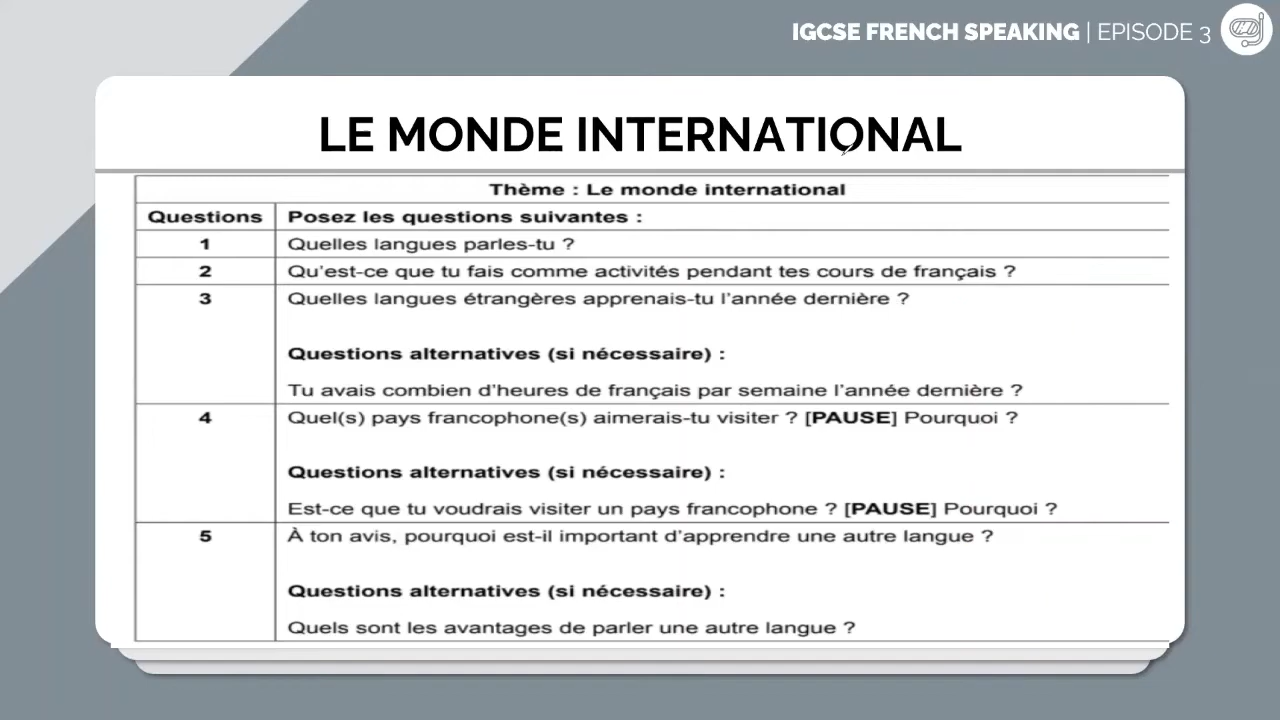 IGCSE FRENCH SPEAKING | EPISODE 3
LE MONDE INTERNATIONAL
Thème : Le monde international
Questions Posez les questions suivantes :
1 Quelles langues parles-tu ?
2 Qu'est-ce que tu fais comme activités pendant tes cours de français ?
3 Quelles langues étrangères apprenais-tu l'année dernière ?
Questions alternatives (si nécessaire) :
Tu avais combien d'heures de français par semaine l'année dernière ?
4 Quel(s) pays francophone(s) aimerais-tu visiter ? [PAUSE] Pourquoi ?
Questions alternatives (si nécessaire) :
Est-ce que tu voudrais visiter un pays francophone ? [PAUSE] Pourquoi ?
5 À ton avis, pourquoi est-il important d'apprendre une autre langue ?
Questions alternatives (si nécessaire) :
Quels sont les avantages de parler une autre langue ?